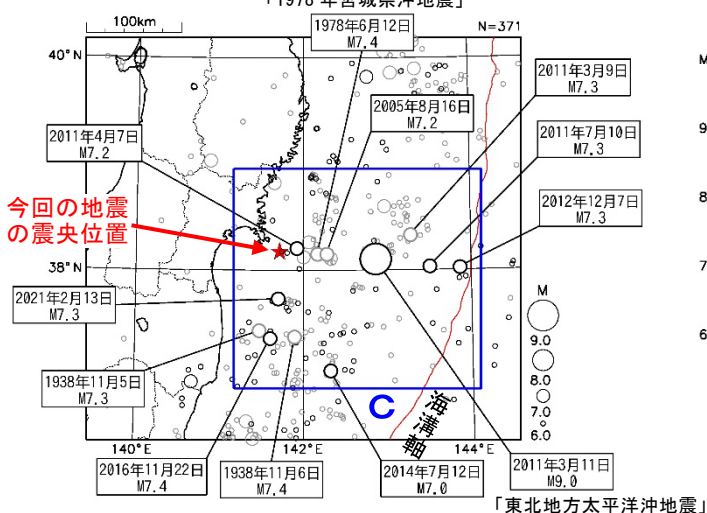 「1978年宮城県沖地震」
100km
N=371
1978年6月12日
M7.4
40°N
2011年3月9日
M7.3
2005年8月16日
M7.2
2011年4月7日
M7.2
2011年7月10日
M7.3
2012年12月7日
M7.3
今回の地震
の震央位置
38°N
2021年2月13日
M7.3
1938年11月5日
M7.3
C
海溝軸
140°E
142°E
144°E
2016年11月22日
M7.4
1938年11月6日
M7.4
2014年7月12日
M7.0
2011年3月11日
M9.0
「東北地方太平洋沖地震」
M
9.0
8.0
7.0
6.0
M
9
8
7
6